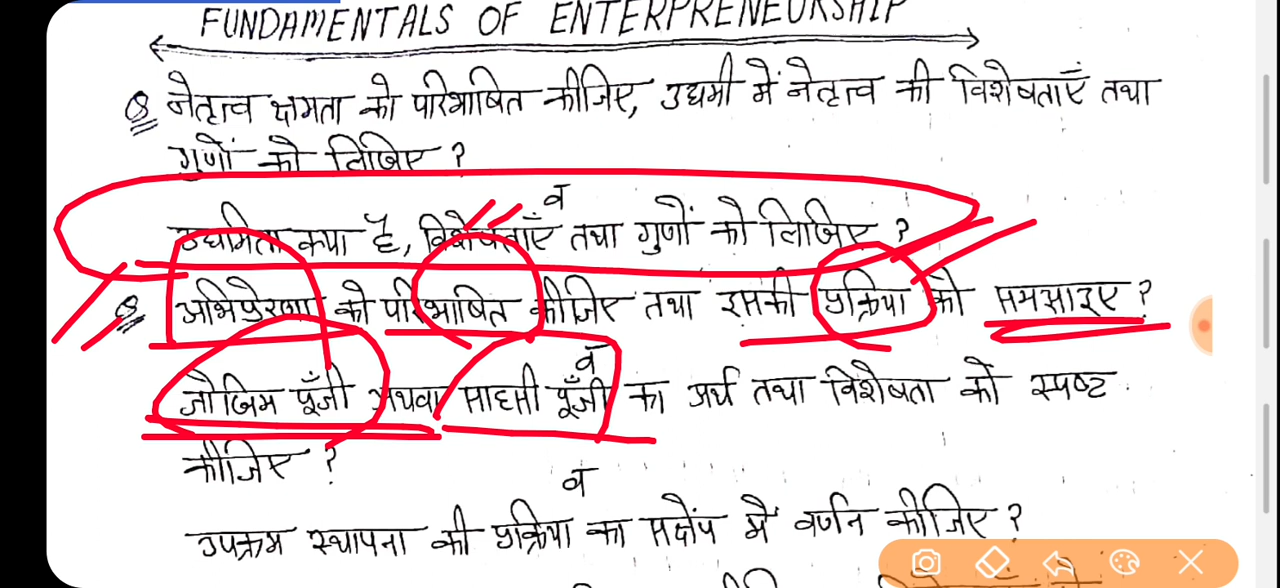 FUNDAMENTALS OF ENTERPRENEURSHIP
Q नेतृत्व क्षमता को परिभाषित कीजिए, उद्यमी में नेतृत्व की विशेषताएँ तथा
गुणों को लिखिए ?
व
उद्यमिता क्या है, विशेषताएँ तथा गुणों को लिखिए ?
Q अभिप्रेरणा को परिभाषित कीजिए तथा इसकी प्रक्रिया को समझाइए ?
व
जोखिम पूँजी अथवा साहसी पूँजी का अर्थ तथा विशेषता को स्पष्ट
कीजिए ?
व
उपक्रम स्थापना की प्रक्रिया का संक्षेप में वर्णन कीजिए ?